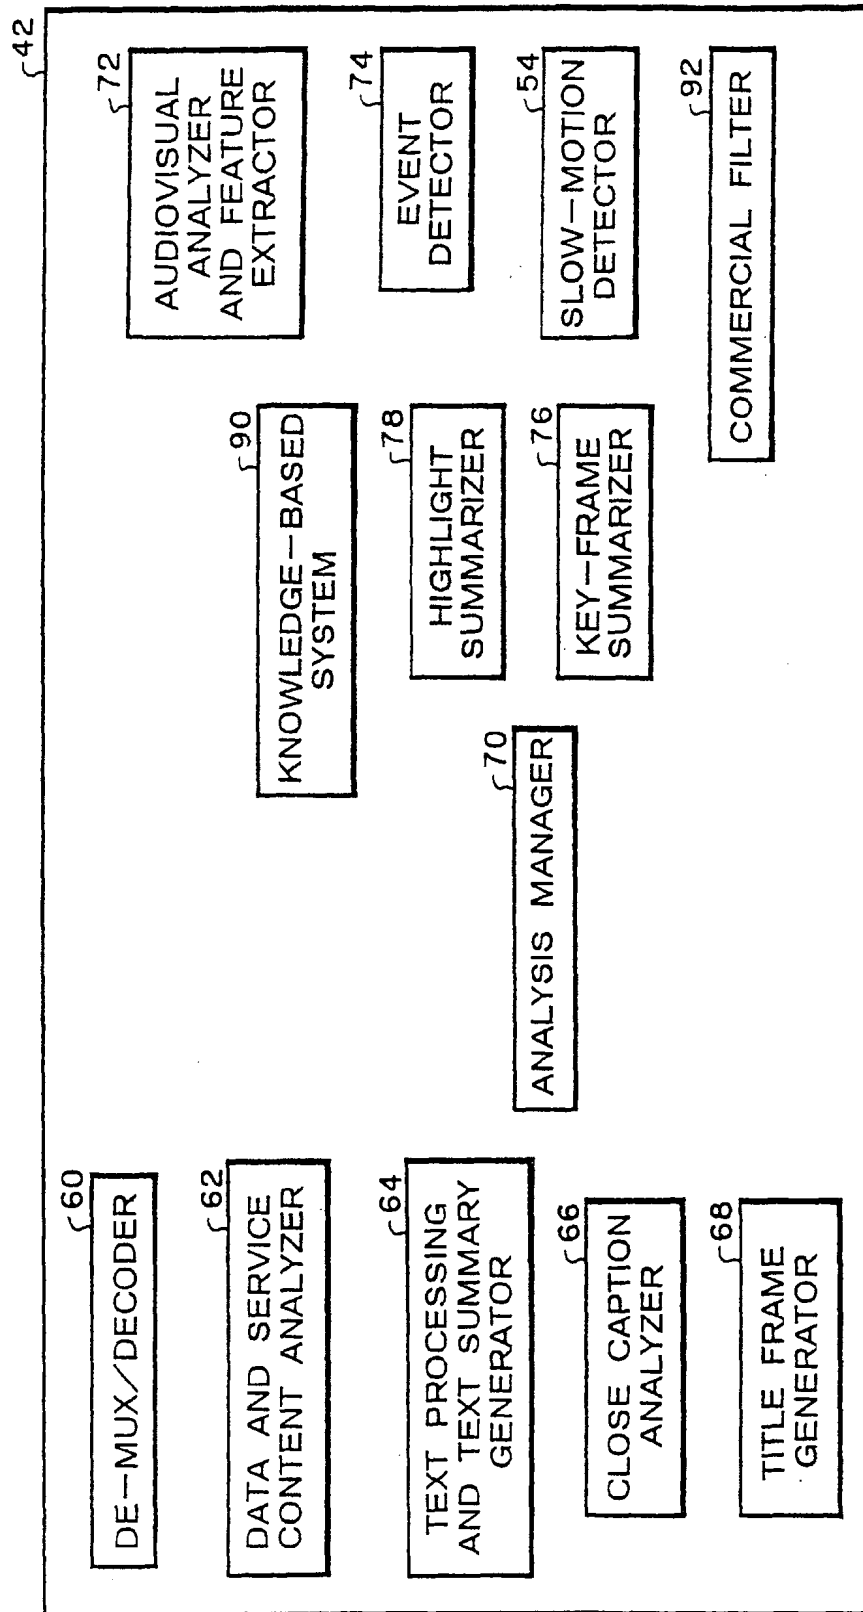 42
60
DE—MUX/DECODER
62
DATA AND SERVICE
CONTENT ANALYZER
64
TEXT PROCESSING
AND TEXT SUMMARY
GENERATOR
66
CLOSE CAPTION
ANALYZER
68
TITLE FRAME
GENERATOR
70
ANALYSIS MANAGER
90
KNOWLEDGE—BASED
SYSTEM
78
HIGHLIGHT
SUMMARIZER
76
KEY—FRAME
SUMMARIZER
72
AUDIOVISUAL
ANALYZER
AND FEATURE
EXTRACTOR
74
EVENT
DETECTOR
54
SLOW—MOTION
DETECTOR
92
COMMERCIAL FILTER